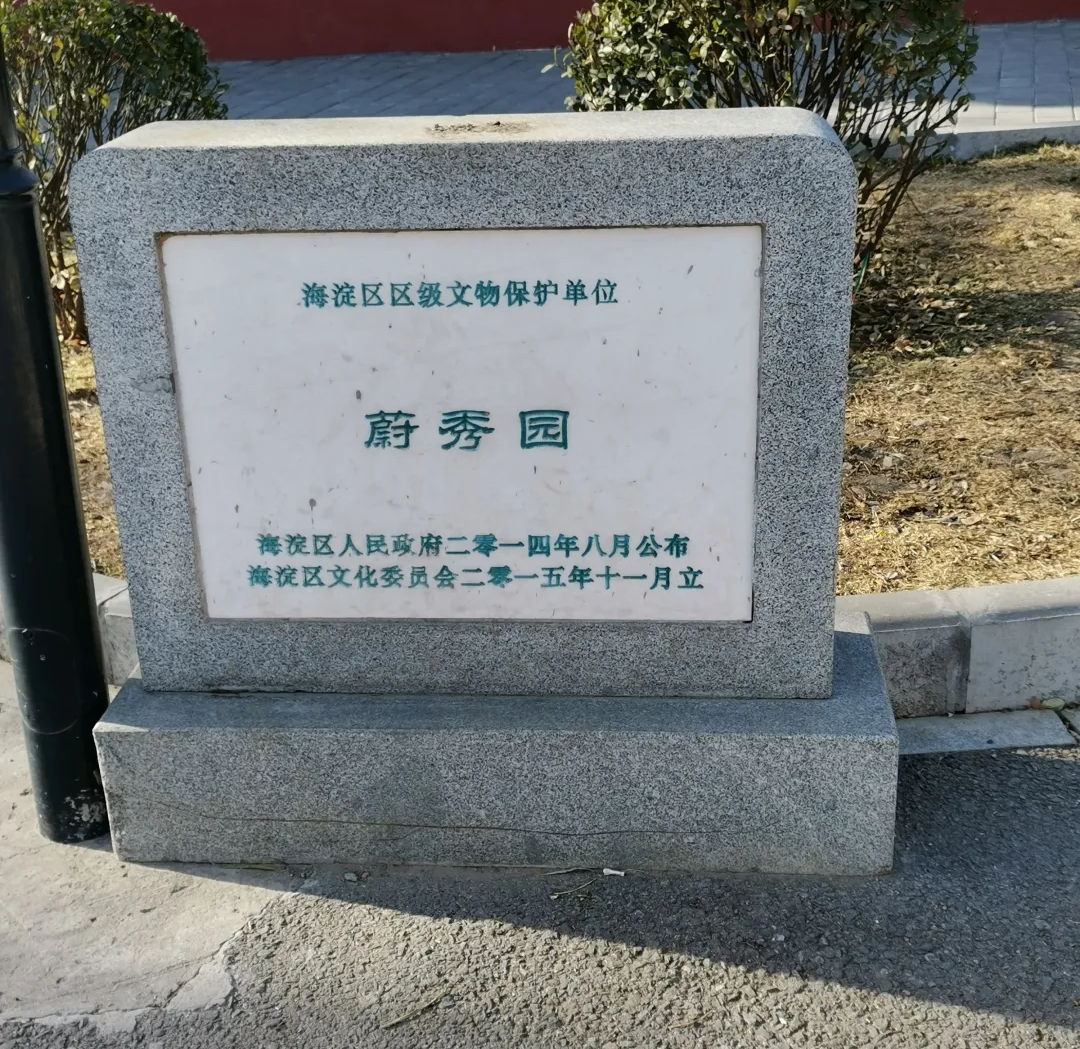 海淀区区级文物保护单位
蔚秀园
海淀区人民政府二零一四年八月公布
海淀区文化委员会二零一五年十一月立